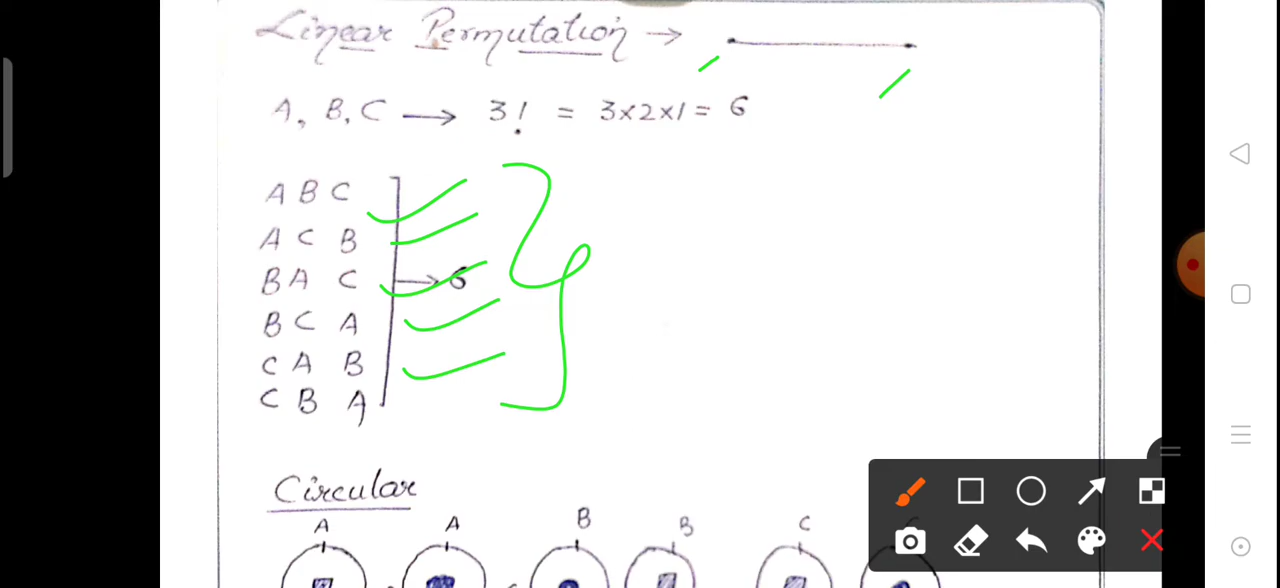 Linear Permutation →
A, B, C → 3! = 3×2×1 = 6
A B C
A C B
B A C → 6
B C A
C A B
C B A
Circular
A A B B C C